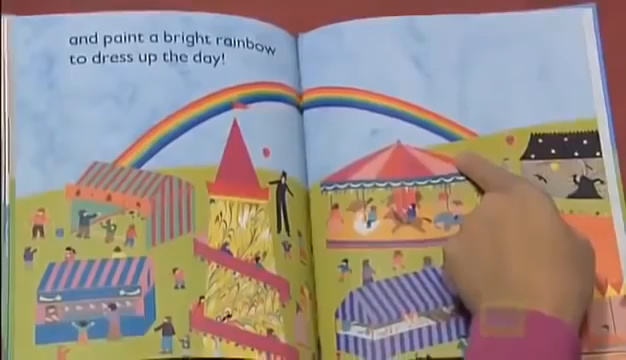 and paint a bright rainbow
to dress up the day!